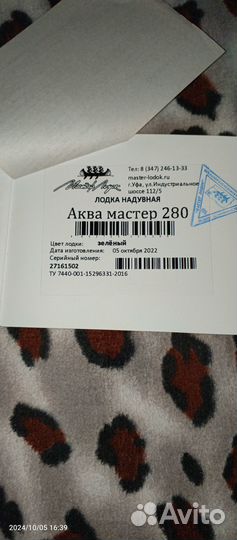 Мастер Лодок
Тел: 8 (347) 246-13-33
master-lodok.ru
г.Уфа, ул.Индустриальное
шоссе 112/5
ЛОДКА НАДУВНАЯ
Аква мастер 280
Цвет лодки: зелёный
Дата изготовления: 05 октября 2022
Серийный номер:
27161502
ТУ 7440-001-15296331-2016
2024/10/05 16:39
Avito